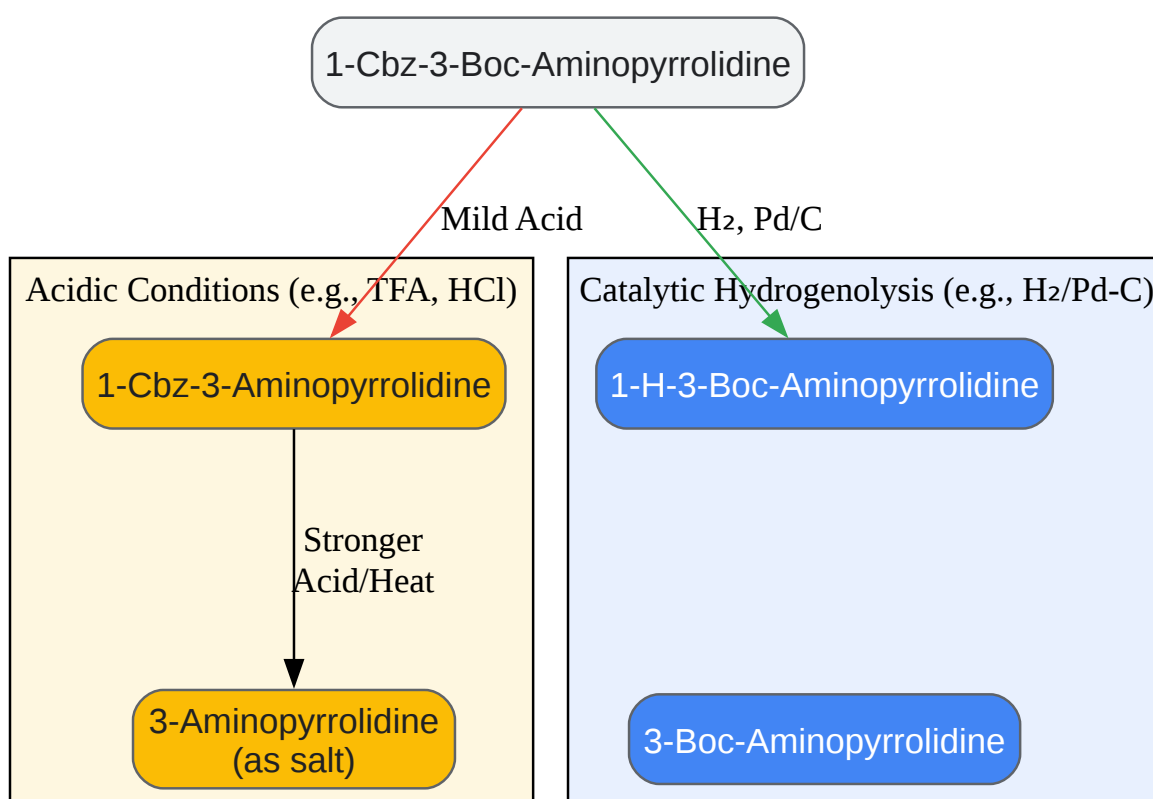 1-Cbz-3-Boc-Aminopyrrolidine
Mild Acid
H₂, Pd/C
Acidic Conditions (e.g., TFA, HCl)
Catalytic Hydrogenolysis (e.g., H₂/Pd-C)
1-Cbz-3-Aminopyrrolidine
1-H-3-Boc-Aminopyrrolidine
Stronger
Acid/Heat
3-Aminopyrrolidine
(as salt)
3-Boc-Aminopyrrolidine